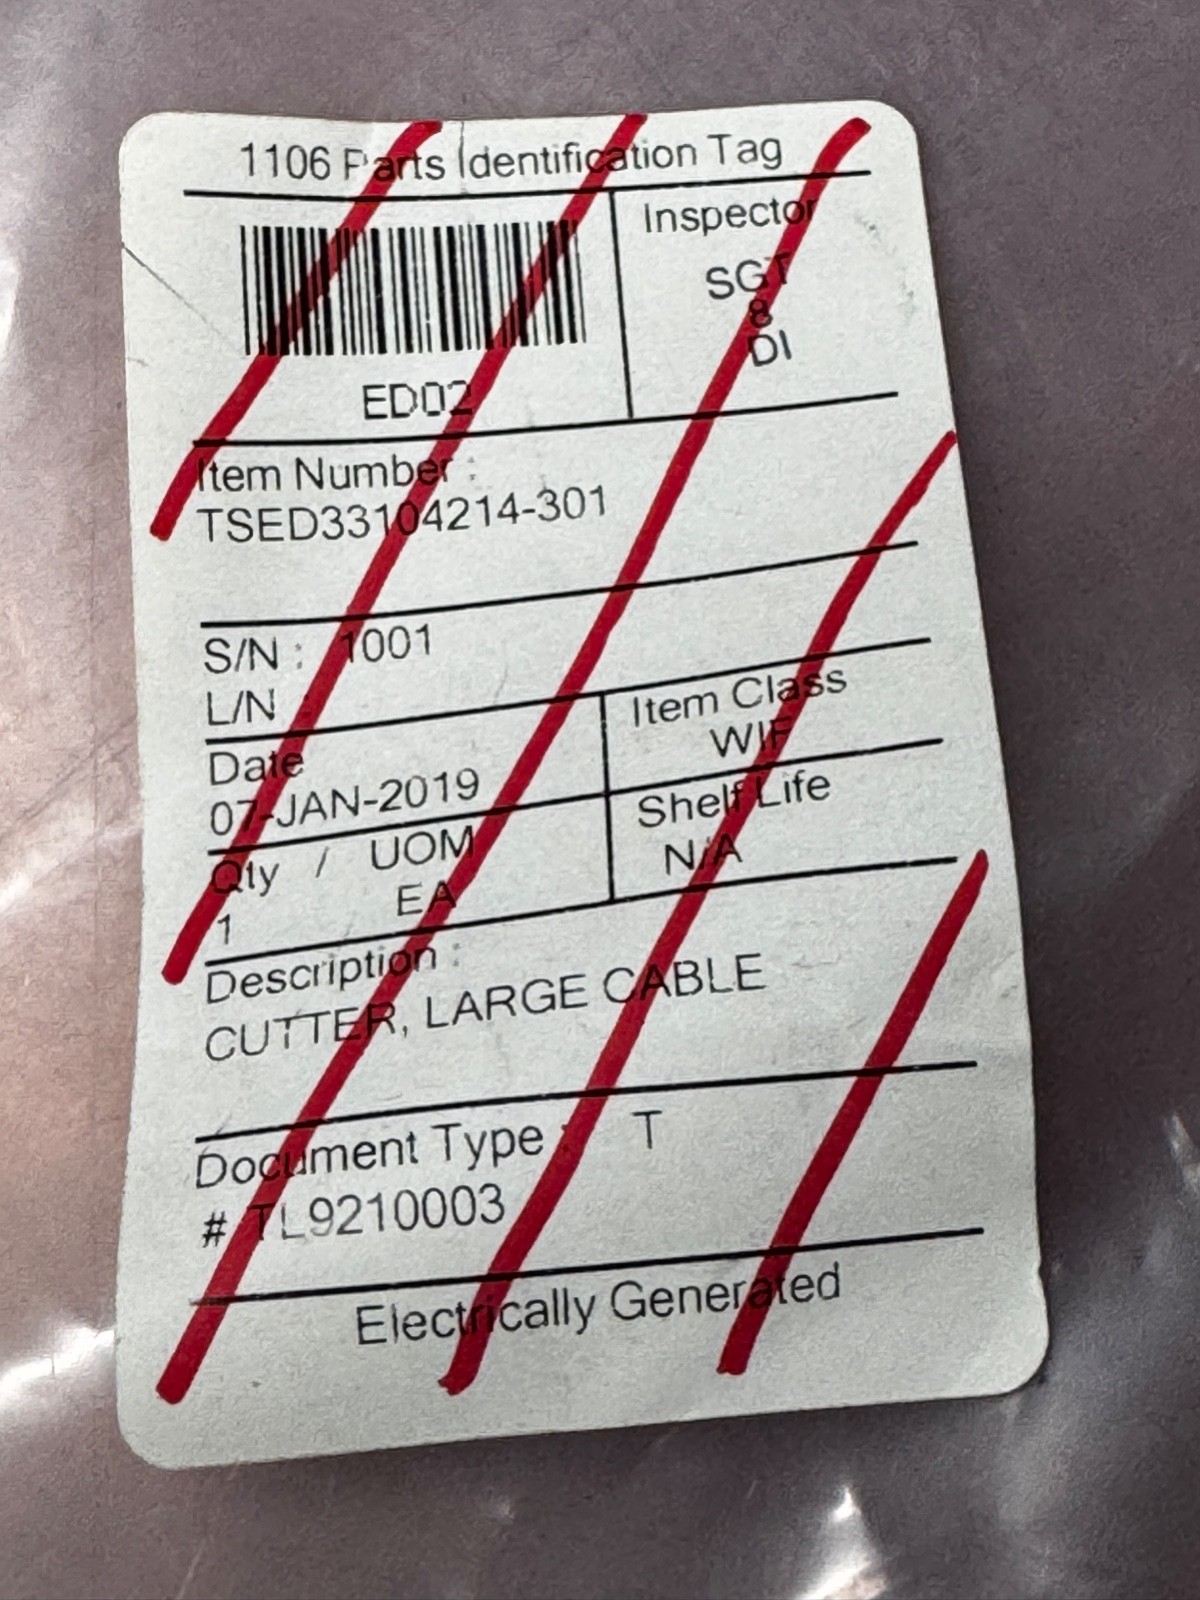 1106 Parts Identification Tag
Inspector
SGT
8
DI
ED02
Item Number :
TSED33104214-301
S/N : 1001
L/N
Date
07-JAN-2019
Item Class
WIF
Qty / UOM
1 EA
Shelf Life
N/A
Description :
CUTTER, LARGE CABLE
Document Type : T
# TL9210003
Electrically Generated